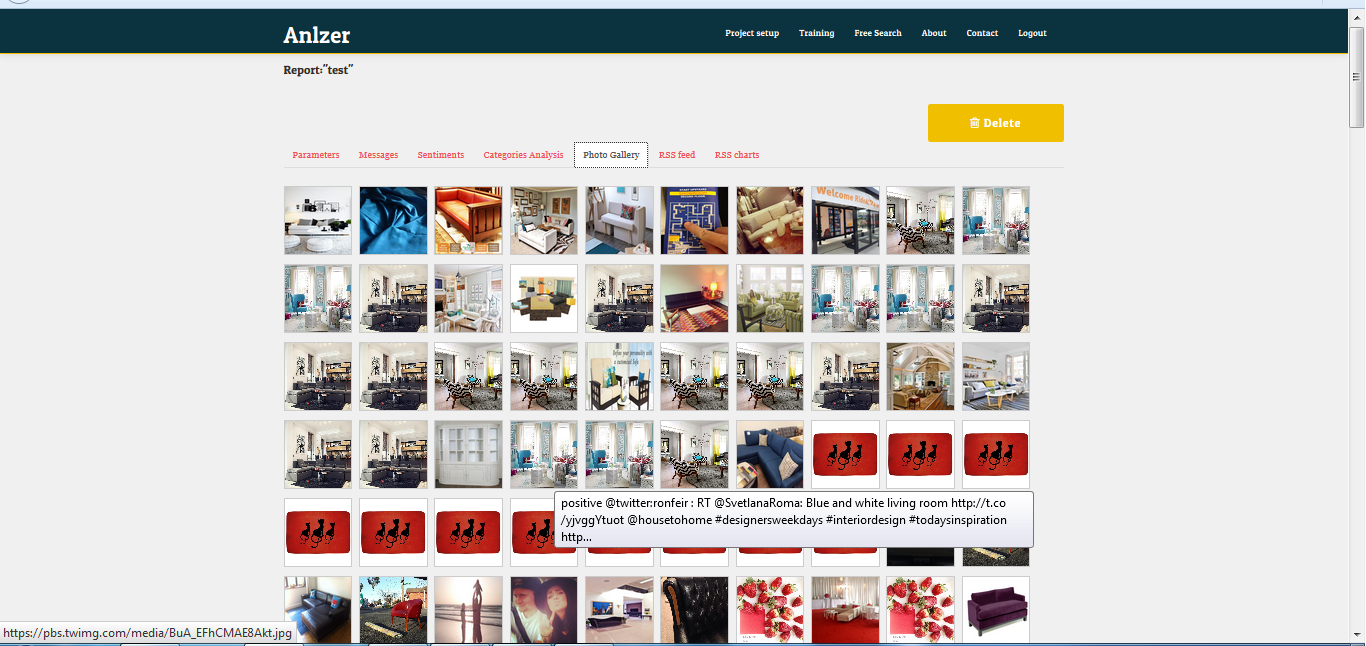 Anlzer
Project setup Training Free Search About Contact Logout
Report:"test"
Delete
Parameters Messages Sentiments Categories Analysis Photo Gallery RSS feed RSS charts
Welcome
positive @twitter:ronfeir : RT @SvetlanaRoma: Blue and white living room http://t.co
/yjvggYtuot @housetohome #designersweekdays #interiordesign #todaysinspiration
http...
https://pbs.twimg.com/media/BuA_EFhCMAE8Akt.jpg